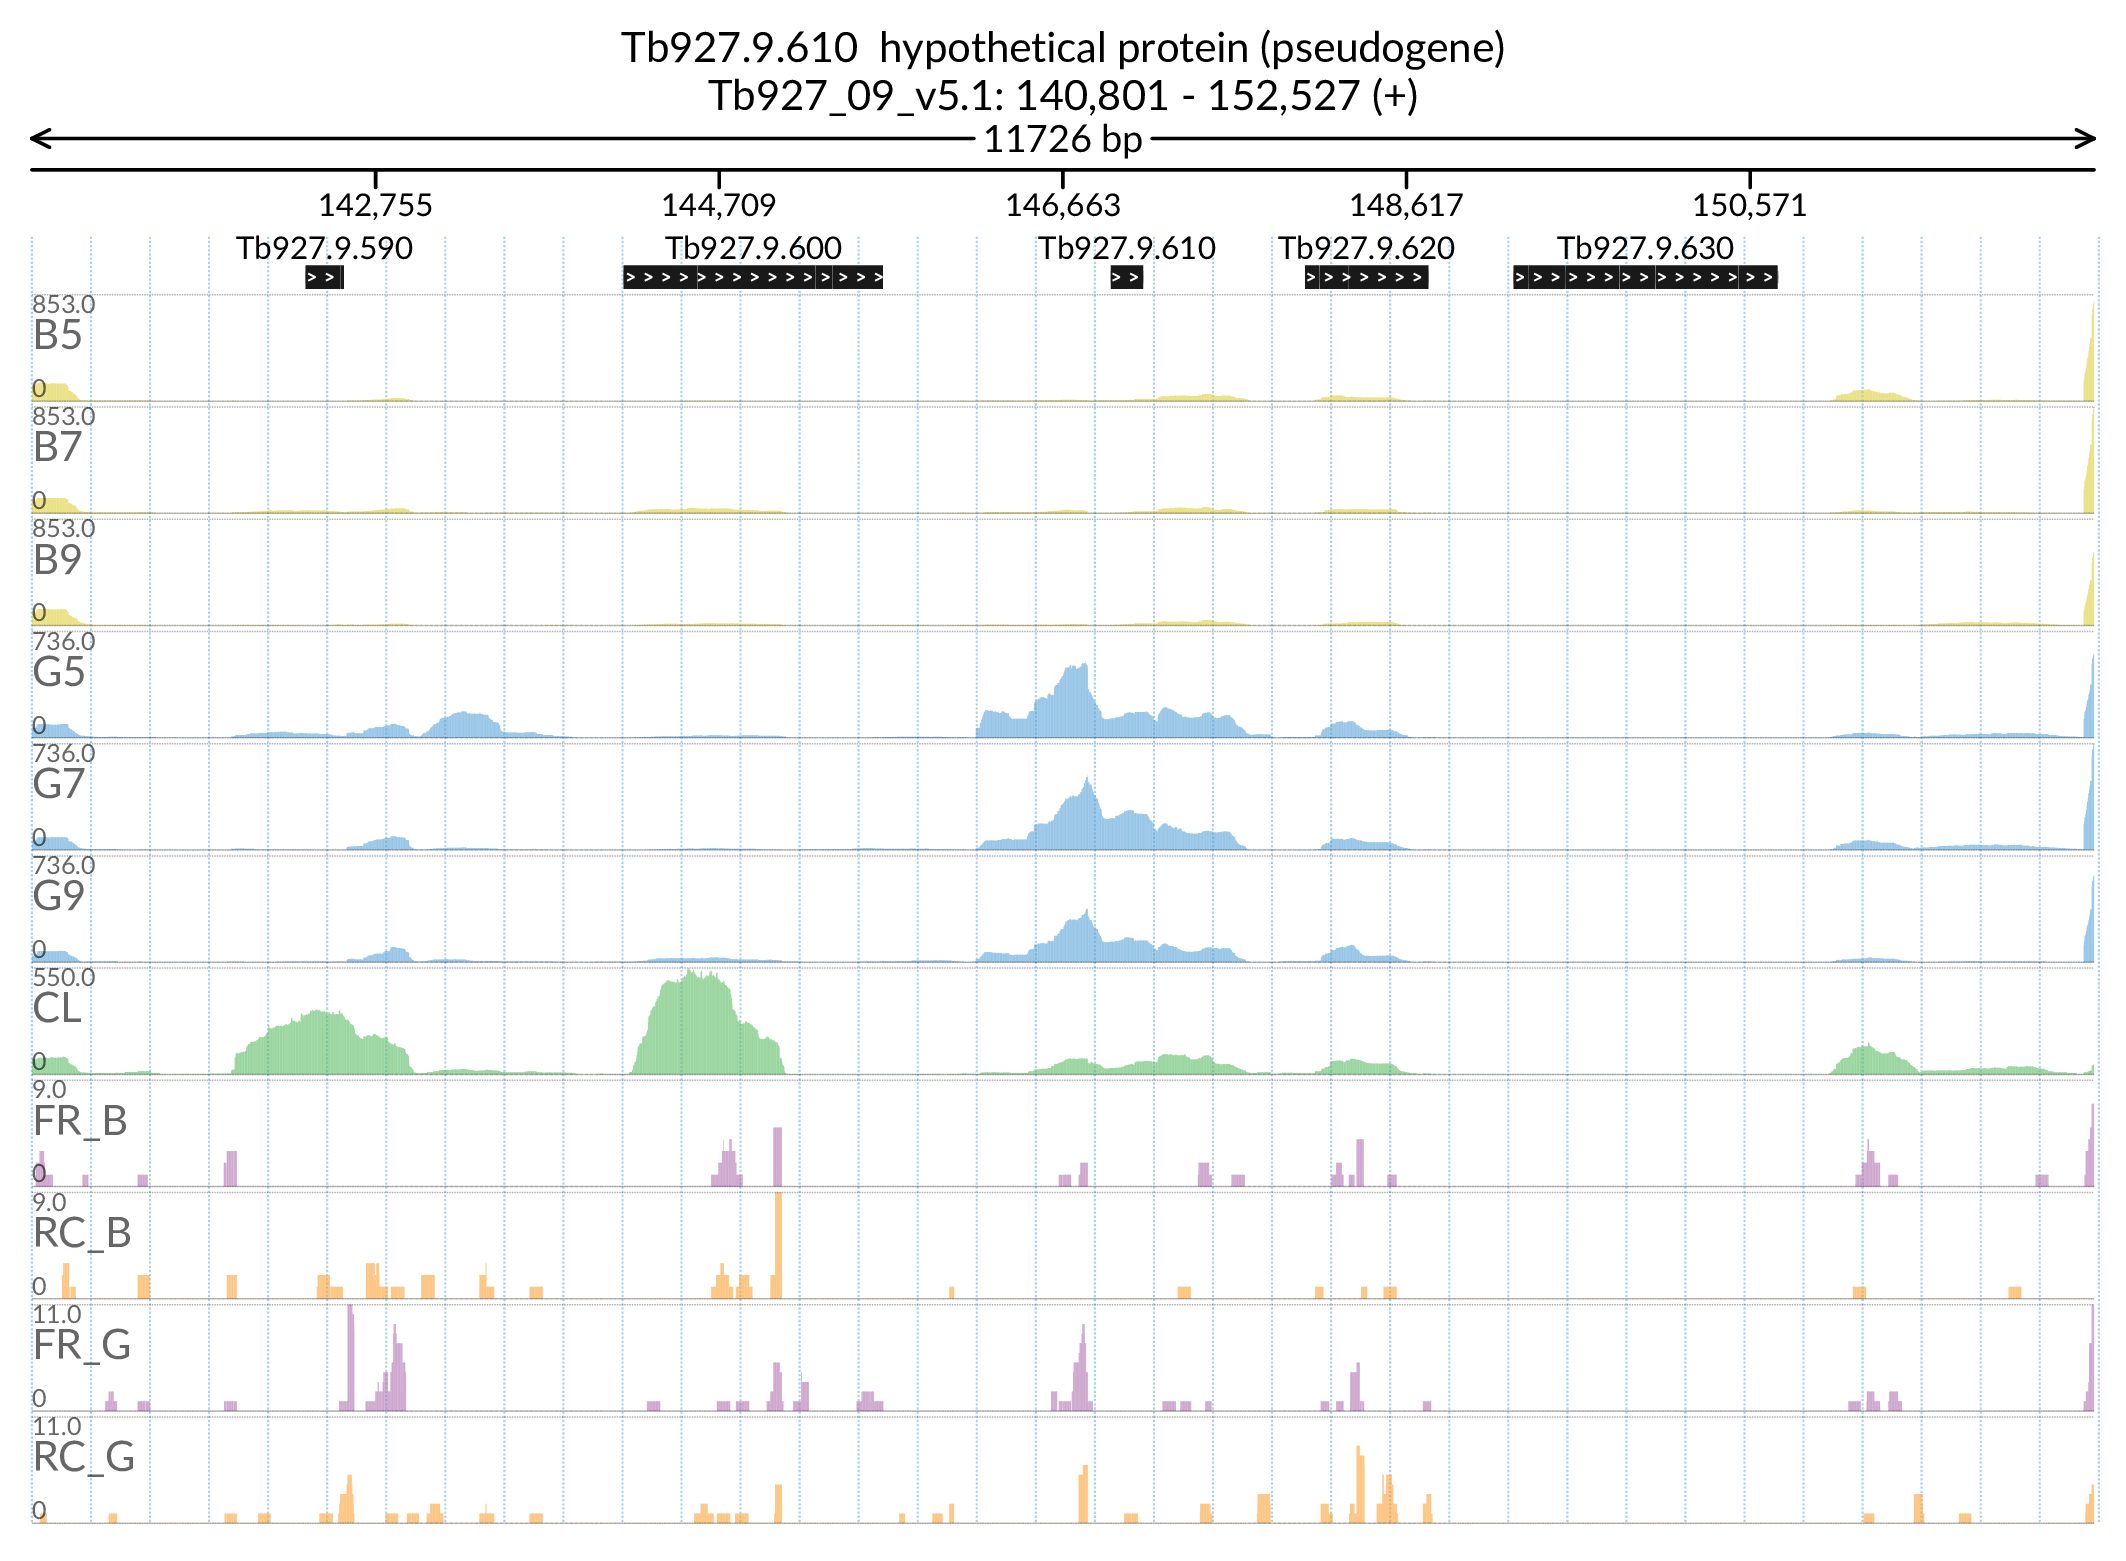 Tb927.9.610  hypothetical protein (pseudogene)
Tb927_09_v5.1: 140,801 - 152,527 (+)
11726 bp
142,755 144,709 146,663 148,617 150,571
Tb927.9.590 Tb927.9.600 Tb927.9.610 Tb927.9.620 Tb927.9.630
853.0
B5
0
853.0
B7
0
853.0
B9
0
736.0
G5
0
736.0
G7
0
736.0
G9
0
550.0
CL
0
9.0
FR_B
0
9.0
RC_B
0
11.0
FR_G
0
11.0
RC_G
0